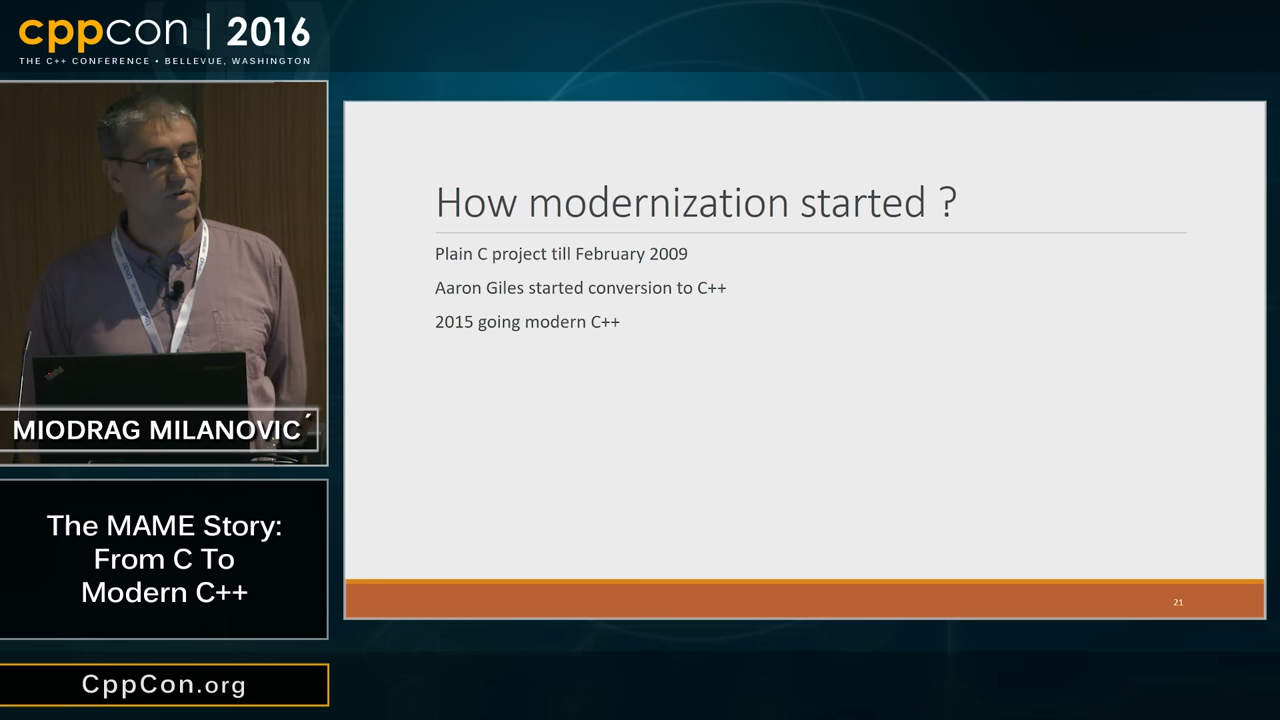 cppcon | 2016
THE C++ CONFERENCE • BELLEVUE, WASHINGTON
MIODRAG MILANOVIC´
The MAME Story:
From C To
Modern C++
CppCon.org
How modernization started ?
Plain C project till February 2009
Aaron Giles started conversion to C++
2015 going modern C++
21